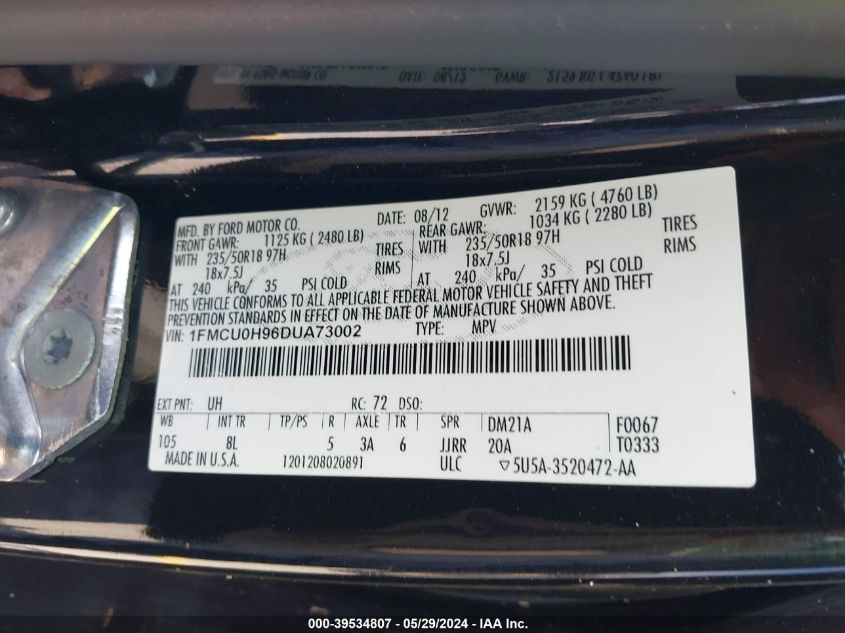 MFD. BY FORD MOTOR CO. DATE: 08/12 GVWR: 2159 KG ( 4760 LB)
FRONT GAWR: 1125 KG ( 2480 LB) REAR GAWR: 1034 KG ( 2280 LB)
WITH 235/50R18 97H TIRES WITH 235/50R18 97H TIRES
18x7.5J RIMS 18x7.5J RIMS
AT 240 kPa/ 35 PSI COLD AT 240 kPa/ 35 PSI COLD
THIS VEHICLE CONFORMS TO ALL APPLICABLE FEDERAL MOTOR VEHICLE SAFETY AND THEFT
PREVENTION STANDARDS IN EFFECT ON THE DATE OF MANUFACTURE SHOWN ABOVE.
VIN: 1FMCU0H96DUA73002 TYPE: MPV
EXT PNT: UH RC: 72 DSO:
WB INT TR TP/PS R AXLE TR SPR DM21A F0067
105 8L 5 3A 6 JJRR 20A T0333
MADE IN U.S.A. 1201208020891 ULC ▽5U5A-3520472-AA
000-39534807 - 05/29/2024 - IAA Inc.